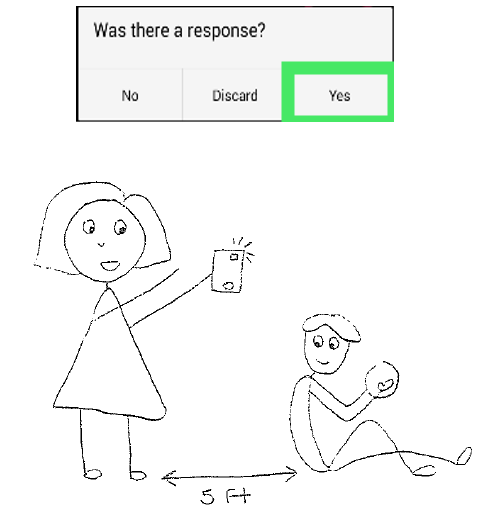 Was there a response?
No Discard Yes
5 Ft